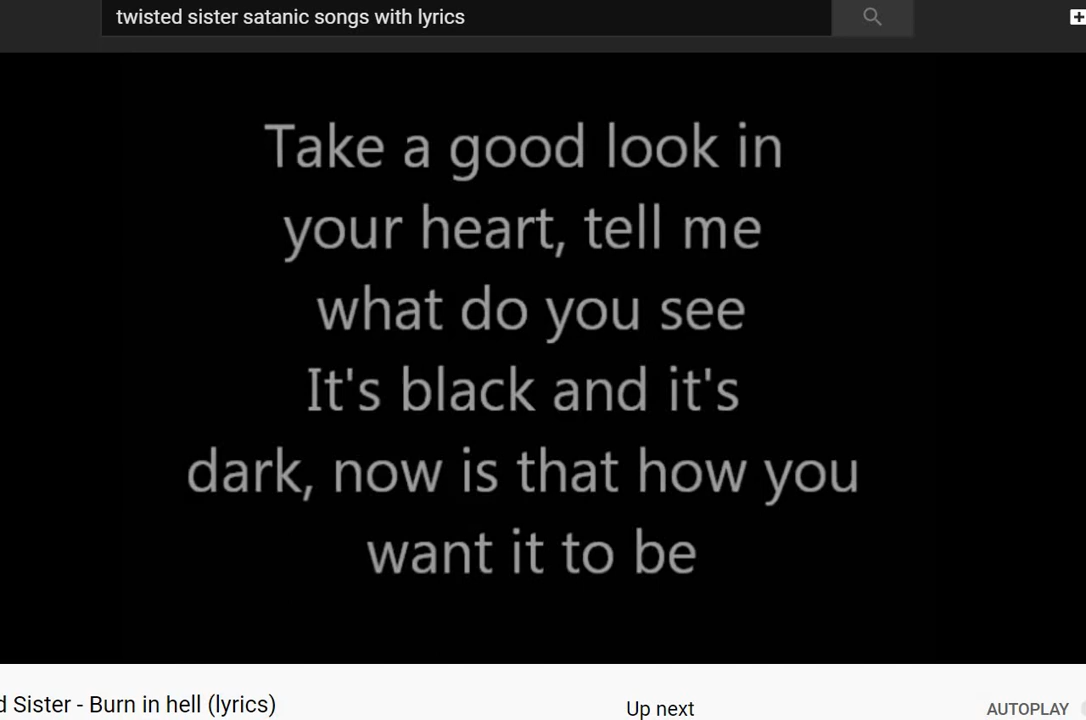 twisted sister satanic songs with lyrics
Take a good look in
your heart, tell me
what do you see
It's black and it's
dark, now is that how you
want it to be
d Sister - Burn in hell (lyrics)
Up next
AUTOPLAY